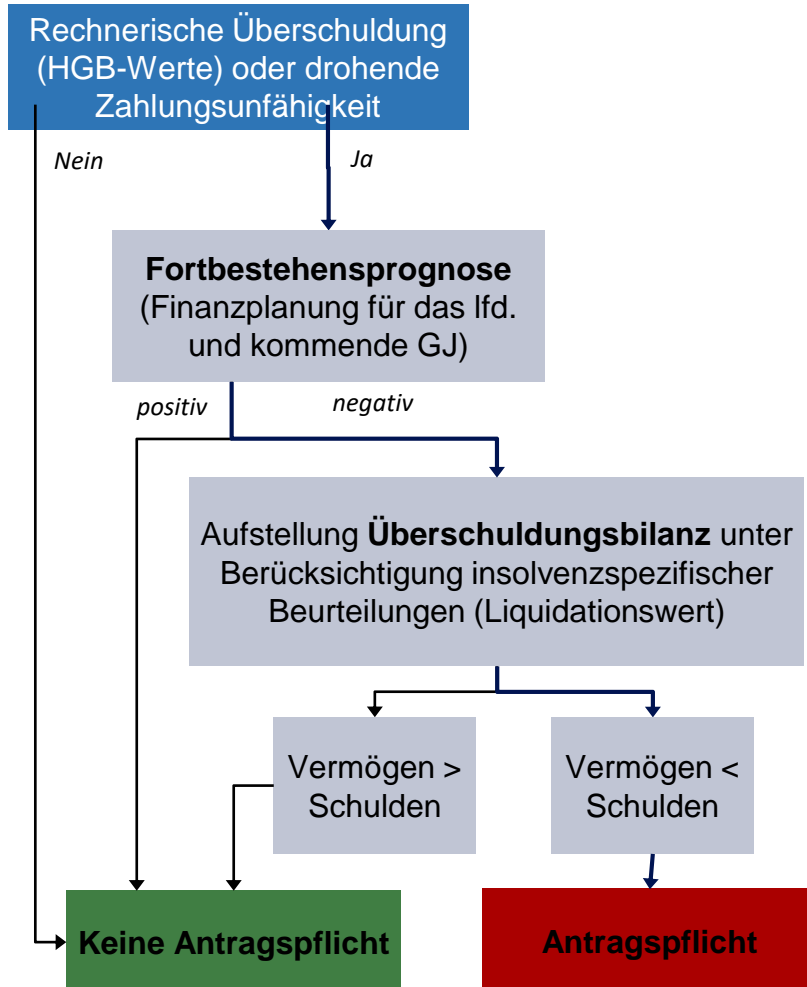 Rechnerische Überschuldung
(HGB-Werte) oder drohende
Zahlungsunfähigkeit
Nein
Ja
Fortbestehensprognose
(Finanzplanung für das lfd.
und kommende GJ)
positiv
negativ
Aufstellung Überschuldungsbilanz unter
Berücksichtigung insolvenzspezifischer
Beurteilungen (Liquidationswert)
Vermögen >
Schulden
Vermögen <
Schulden
Keine Antragspflicht
Antragspflicht